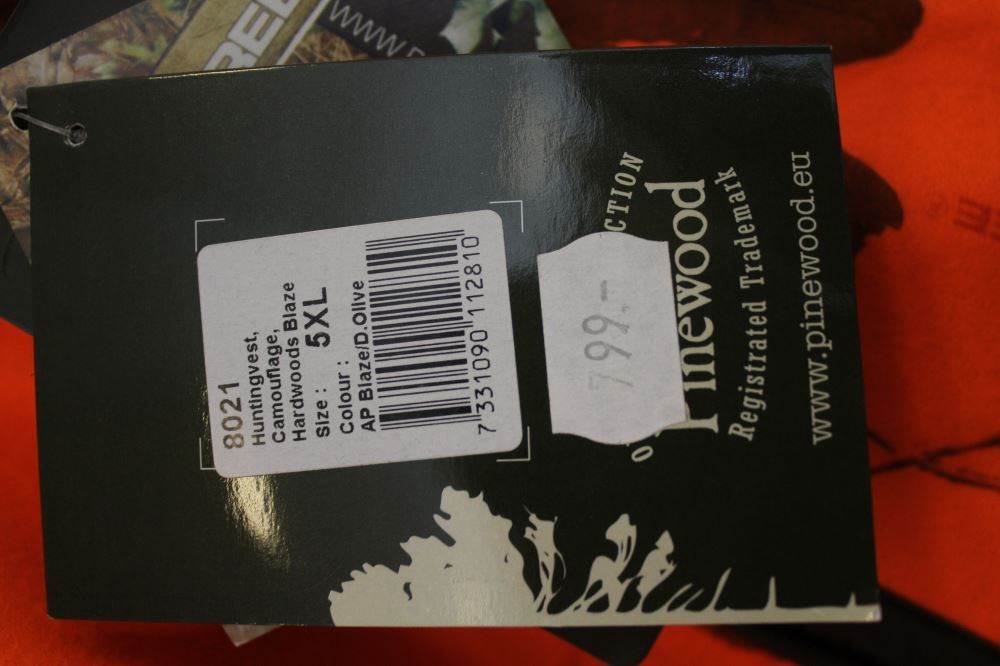 8021
Huntingvest,
Camouflage,
Hardwoods Blaze
Size : 5XL
Colour :
AP Blaze/D.Olive
7 331090 112810
799.-
Pinewood
Registrated Trademark
www.pinewood.eu